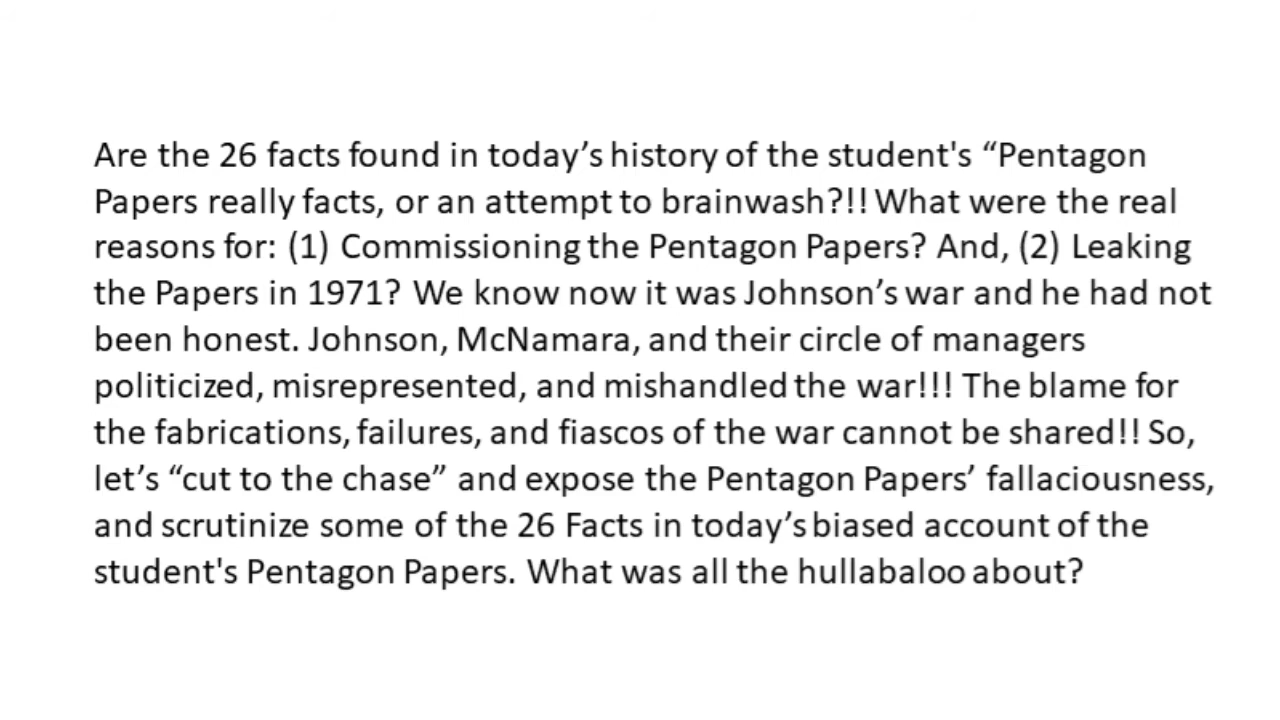 Are the 26 facts found in today’s history of the student's “Pentagon
Papers really facts, or an attempt to brainwash?!! What were the real
reasons for: (1) Commissioning the Pentagon Papers? And, (2) Leaking
the Papers in 1971? We know now it was Johnson’s war and he had not
been honest. Johnson, McNamara, and their circle of managers
politicized, misrepresented, and mishandled the war!!! The blame for
the fabrications, failures, and fiascos of the war cannot be shared!! So,
let’s “cut to the chase” and expose the Pentagon Papers’ fallaciousness,
and scrutinize some of the 26 Facts in today’s biased account of the
student's Pentagon Papers. What was all the hullabaloo about?